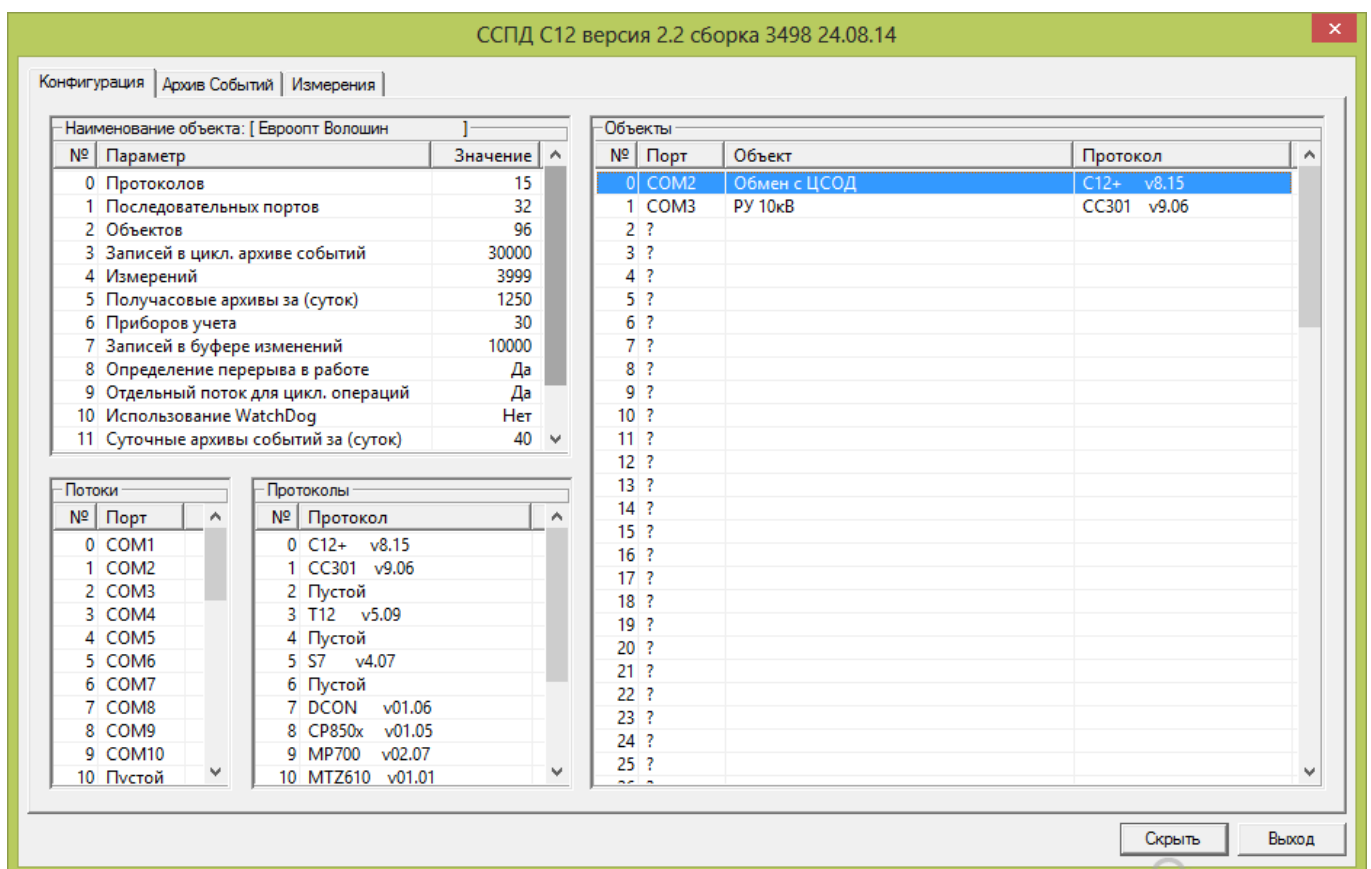 ССПД С12 версия 2.2 сборка 3498 24.08.14
Конфигурация Архив Событий Измерения
Наименование объекта: [ Евроопт Волошин ]
№ Параметр Значение
0 Протоколов 15
1 Последовательных портов 32
2 Объектов 96
3 Записей в цикл. архиве событий 30000
4 Измерений 3999
5 Получасовые архивы за (суток) 1250
6 Приборов учета 30
7 Записей в буфере изменений 10000
8 Определение перерыва в работе Да
9 Отдельный поток для цикл. операций Да
10 Использование WatchDog Нет
11 Суточные архивы событий за (суток) 40
Потоки
№ Порт
0 COM1
1 COM2
2 COM3
3 COM4
4 COM5
5 COM6
6 COM7
7 COM8
8 COM9
9 COM10
10 Пустой
Протоколы
№ Протокол
0 C12+ v8.15
1 CC301 v9.06
2 Пустой
3 T12 v5.09
4 Пустой
5 S7 v4.07
6 Пустой
7 DCON v01.06
8 CP850x v01.05
9 MP700 v02.07
10 MTZ610 v01.01
Объекты
№ Порт Объект Протокол
0 COM2 Обмен с ЦСОД C12+ v8.15
1 COM3 РУ 10кВ CC301 v9.06
2 ?
3 ?
4 ?
5 ?
6 ?
7 ?
8 ?
9 ?
10 ?
11 ?
12 ?
13 ?
14 ?
15 ?
16 ?
17 ?
18 ?
19 ?
20 ?
21 ?
22 ?
23 ?
24 ?
25 ?
Скрыть Выход